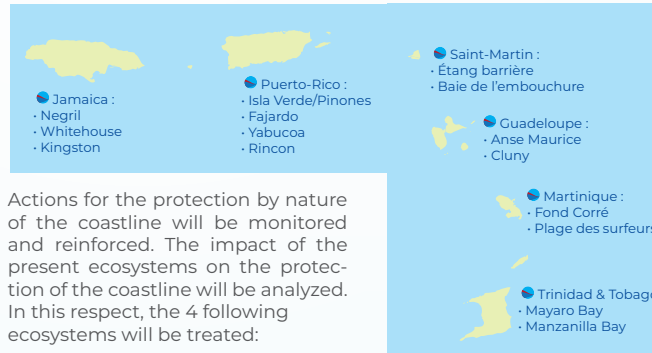 Jamaica :
• Negril
• Whitehouse
• Kingston
Puerto-Rico :
• Isla Verde/Pinones
• Fajardo
• Yabucoa
• Rincon
Saint-Martin :
• Étang barrière
• Baie de l'embouchure
Guadeloupe :
• Anse Maurice
• Cluny
Martinique :
• Fond Corré
• Plage des surfeurs
Trinidad & Tobago
• Mayaro Bay
• Manzanilla Bay
Actions for the protection by nature
of the coastline will be monitored
and reinforced. The impact of the
present ecosystems on the protec-
tion of the coastline will be analyzed.
In this respect, the 4 following
ecosystems will be treated: